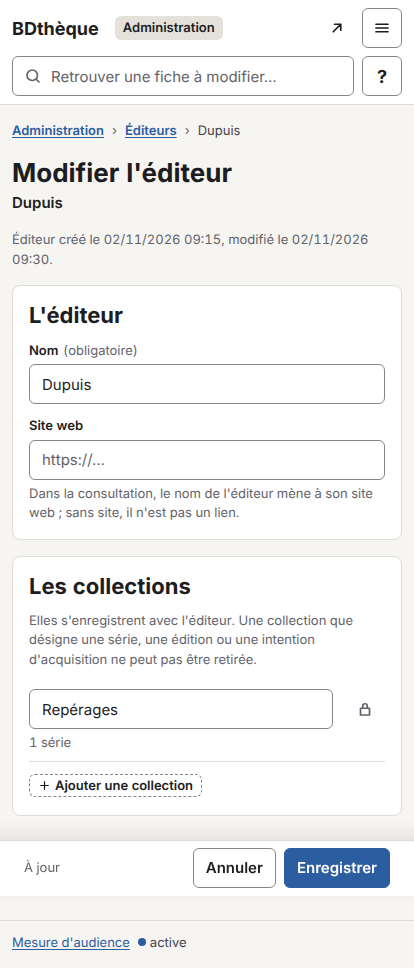 BDthèque Administration
Retrouver une fiche à modifier... ?
Administration › Éditeurs › Dupuis
Modifier l'éditeur
Dupuis
Éditeur créé le 02/11/2026 09:15, modifié le 02/11/2026
09:30.
L'éditeur
Nom (obligatoire)
Dupuis
Site web
https://...
Dans la consultation, le nom de l'éditeur mène à son site
web ; sans site, il n'est pas un lien.
Les collections
Elles s'enregistrent avec l'éditeur. Une collection que
désigne une série, une édition ou une intention
d'acquisition ne peut pas être retirée.
Repérages
1 série
+ Ajouter une collection
À jour Annuler Enregistrer
Mesure d'audience active